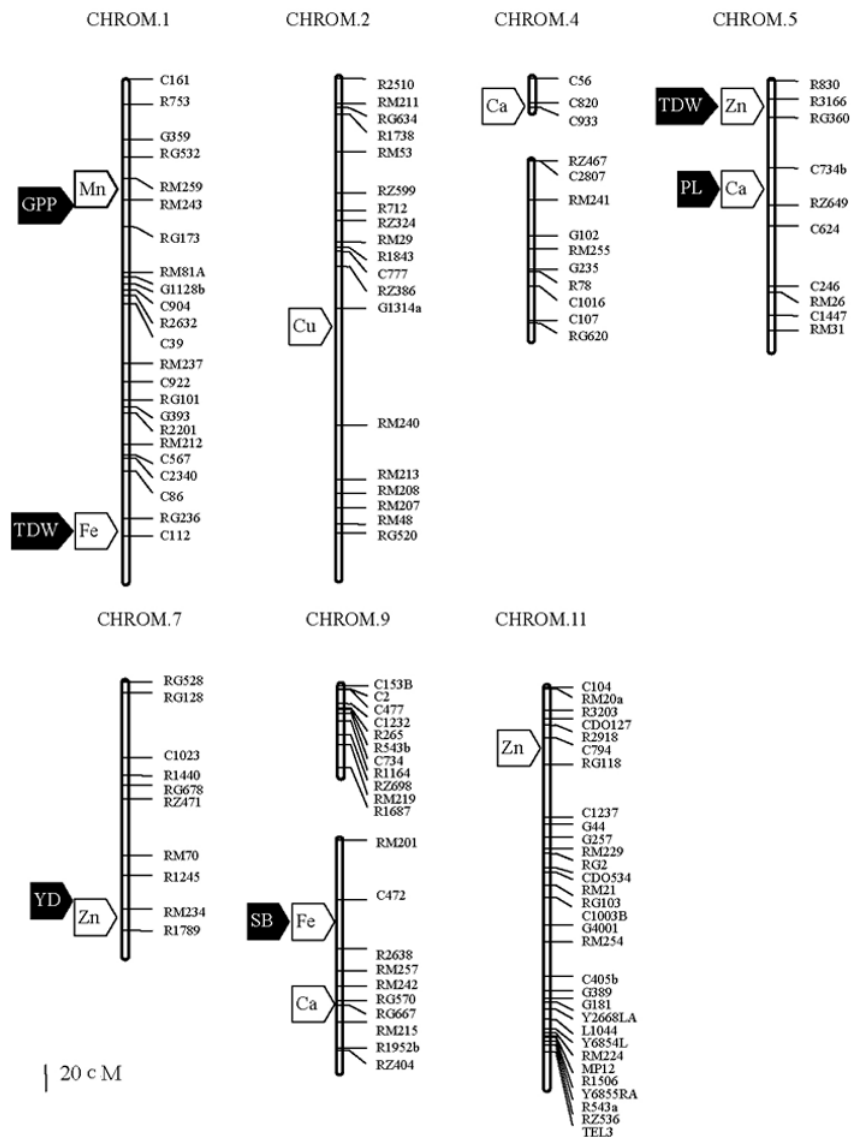 CHROM.1
C161
R753
G359
RG532
Mn
RM259
GPP
RM243
RG173
RM81A
G1128b
C904
R2632
C39
RM237
C922
RG101
G393
R2201
RM212
C567
C2340
C86
RG236
TDW
Fe
C112
CHROM.2
R2510
RM211
RG634
R1738
RM53
RZ599
R712
RZ324
RM29
R1843
C777
RZ386
G1314a
Cu
RM240
RM213
RM208
RM207
RM48
RG520
CHROM.4
C56
Ca
C820
C933
RZ467
C2807
RM241
G102
RM255
G235
R78
C1016
C107
RG620
CHROM.5
R830
TDW
Zn
R3166
RG360
C734b
PL
Ca
RZ649
C624
C246
RM26
C1447
RM31
CHROM.7
RG528
RG128
C1023
R1440
RG678
RZ471
RM70
R1245
YD
RM234
Zn
R1789
CHROM.9
C153B
C2
C477
C1232
R265
R543b
C734
R1164
RZ698
RM219
R1687
RM201
C472
SB
Fe
R2638
RM257
RM242
Ca
RG570
RG667
RM215
R1952b
RZ404
CHROM.11
C104
RM20a
R3203
CDO127
R2918
Zn
C794
RG118
C1237
G44
G257
RM229
RG2
CDO534
RM21
RG103
C1003B
G4001
RM254
C405b
G389
G181
Y2668LA
L1044
Y6854L
RM224
MP12
R1506
Y6855RA
R543a
RZ536
TEL3
20 c M